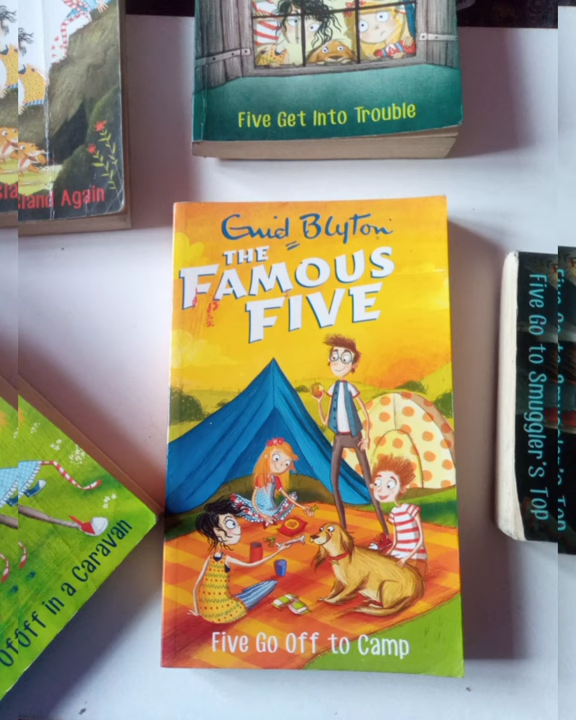 Five Get Into Trouble
Island Again
Enid Blyton
THE
FAMOUS
FIVE
Five Go Off to Camp
Off in a Caravan
Five Go to Smuggler's Top